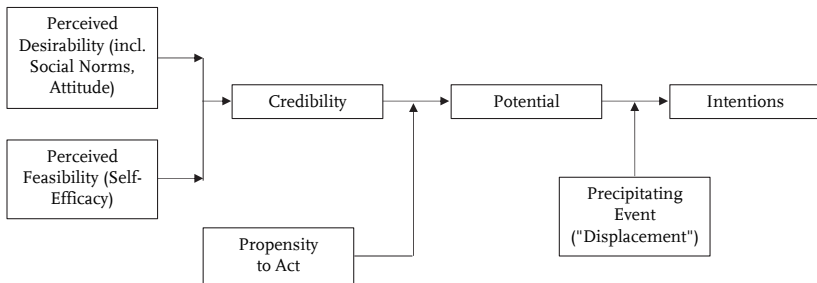 Perceived
Desirability (incl.
Social Norms,
Attitude)
Credibility
Potential
Intentions
Perceived
Feasibility (Self-
Efficacy)
Precipitating
Event
("Displacement")
Propensity
to Act